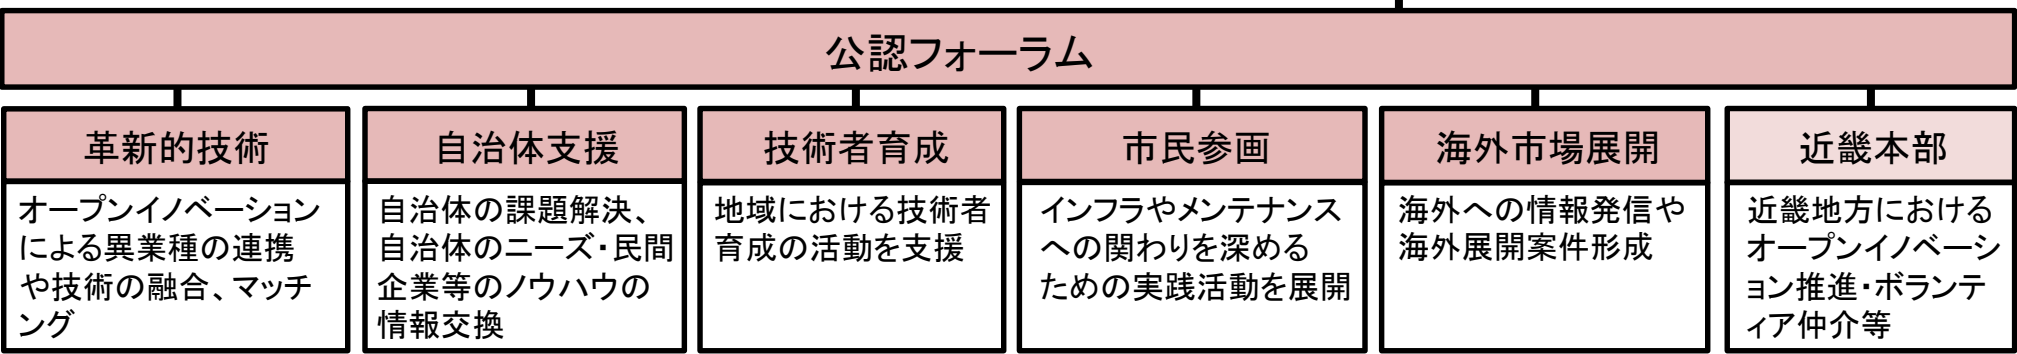 公認フォーラム
革新的技術
オープンイノベーション
による異業種の連携
や技術の融合、マッチ
ング
自治体支援
自治体の課題解決、
自治体のニーズ・民間
企業等のノウハウの
情報交換
技術者育成
地域における技術者
育成の活動を支援
市民参画
インフラやメンテナンス
への関わりを深める
ための実践活動を展開
海外市場展開
海外への情報発信や
海外展開案件形成
近畿本部
近畿地方における
オープンイノベーシ
ョン推進・ボランテ
ィア仲介等